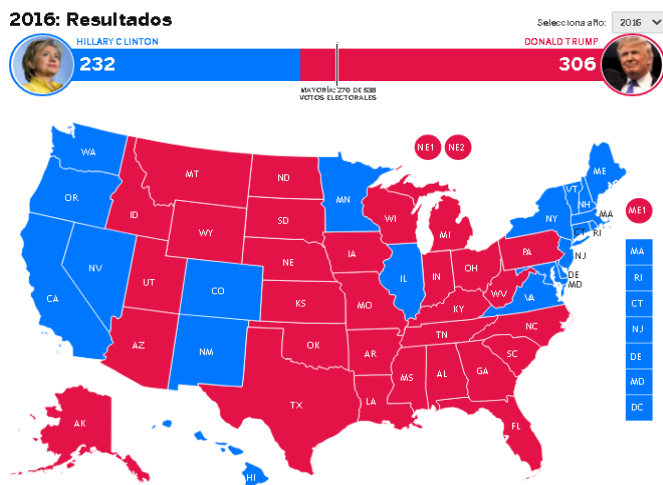 2016: Resultados
Selecciona año: 2016
HILLARY CLINTON
DONALD TRUMP
232
306
MAYORÍA: 270 DE 538
VOTOS ELECTORALES
NE1 NE2
WA
MT
ND
MN
ME
OR
ID
SD
WI
VT
NH
NY
MA
ME1
WY
MI
CT RI
NV
UT
NE
IA
PA
NJ
MA
CA
CO
IL
IN
OH
DE
MD
RI
KS
MO
WV
VA
KY
CT
AZ
NM
OK
AR
TN
NC
NJ
SC
DE
TX
LA
MS
AL
GA
MD
DC
AK
FL
HI